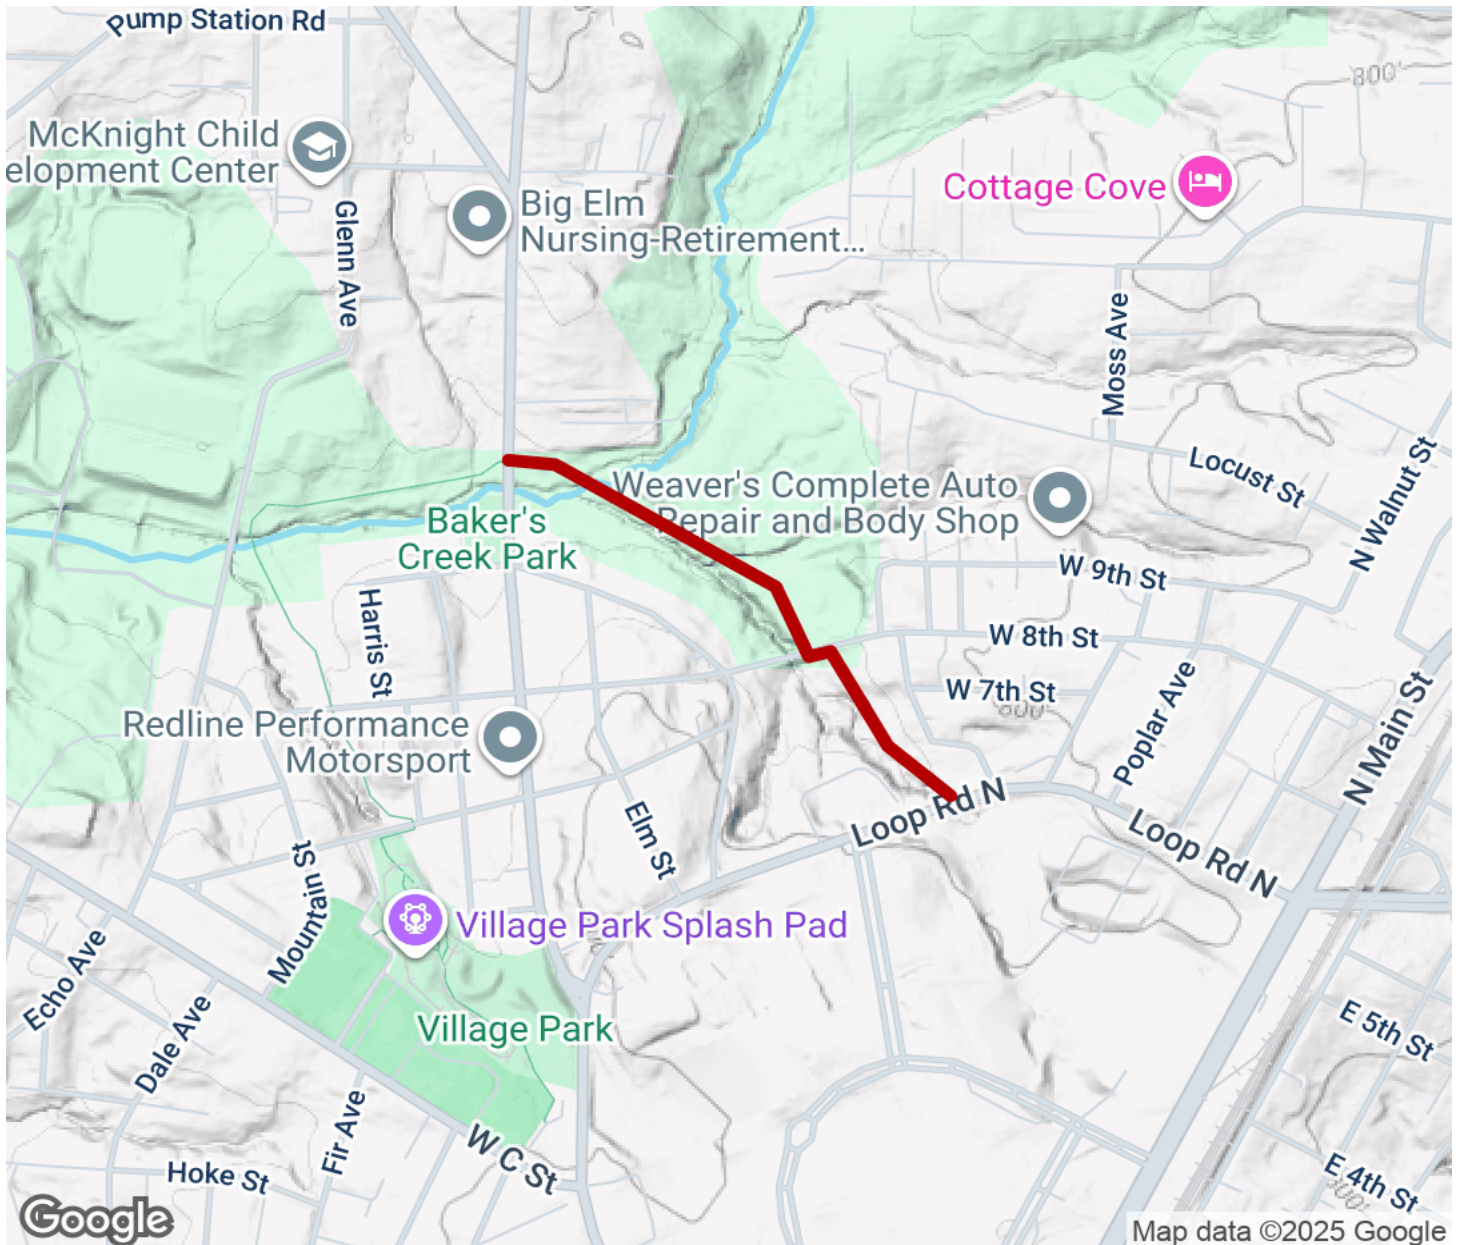 Pump Station Rd
800'
McKnight Child
elopment Center
Cottage Cove
Big Elm
Nursing-Retirement...
Glenn Ave
Moss Ave
Locust St
N Walnut St
Weaver's Complete Auto
Repair and Body Shop
Baker's
Creek Park
W 9th St
Harris St
W 8th St
W 7th St
800'
Poplar Ave
N Main St
Redline Performance
Motorsport
Loop Rd N
Loop Rd N
Elm St
Mountain St
Village Park Splash Pad
Echo Ave
Village Park
Dale Ave
E 5th St
Fir Ave
W C St
Hoke St
E 4th St
Google
Map data ©2025 Google